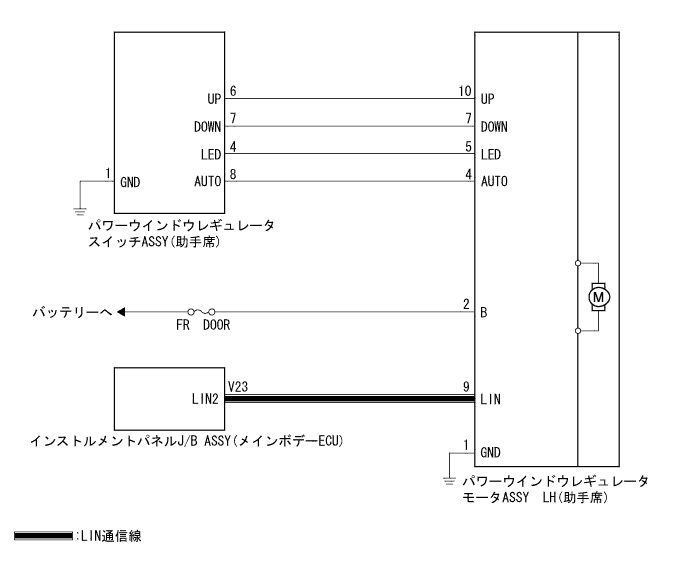 6 10
UP UP
7 7
DOWN DOWN
4 5
LED LED
1 8 4
GND AUTO AUTO
パワーウインドウレギュレータ
スイッチASSY(助手席)
M
2
バッテリーへ B
FR DOOR
V23 9
LIN2 LIN
インストルメントパネルJ/B ASSY(メインボデーECU)
1
GND
パワーウインドウレギュレータ
モータASSY LH(助手席)
:LIN通信線